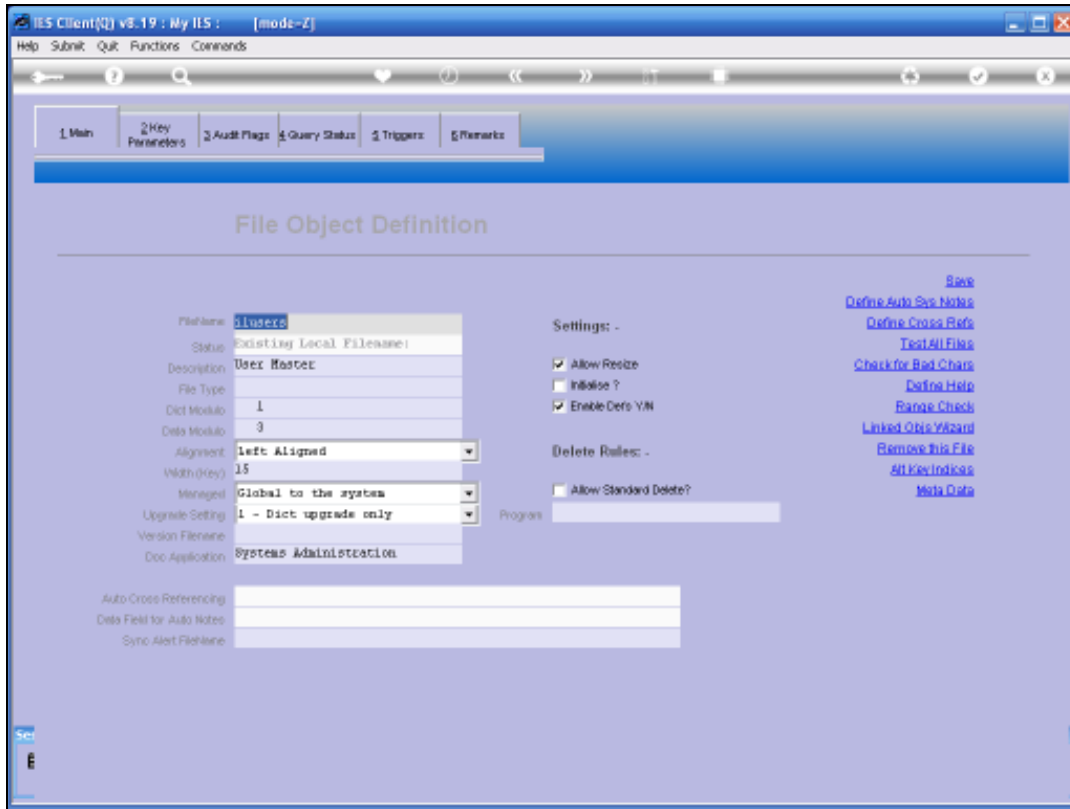 IES Client(Q) v8.19 : My IES : [mode-Z]
Help Submit Quit Functions Commands
1 Main
2 Key Parameters
3 Audit Flags
4 Query Status
5 Triggers
6 Remarks
File Object Definition
Save
Define Auto Sys Notes
Define Cross Refs
Test All Files
Check for Bad Chars
Define Help
Range Check
Linked Objs Wizard
Remove this File
Alt Key Indices
Meta Data
FileName ilusers
Status Existing Local Filename:
Description User Master
File Type
Dict Modulo 1
Data Modulo 3
Alignment Left Aligned
Width (Key) 15
Managed Global to the system
Upgrade Setting 1 - Dict upgrade only
Version Filename
Doc Application Systems Administration
Settings: -
Allow Resize
Initialise ?
Enable Def's Y/N
Delete Rules: -
Allow Standard Delete?
Program
Auto Cross Referencing
Data Field for Auto Notes
Sync Alert FileName